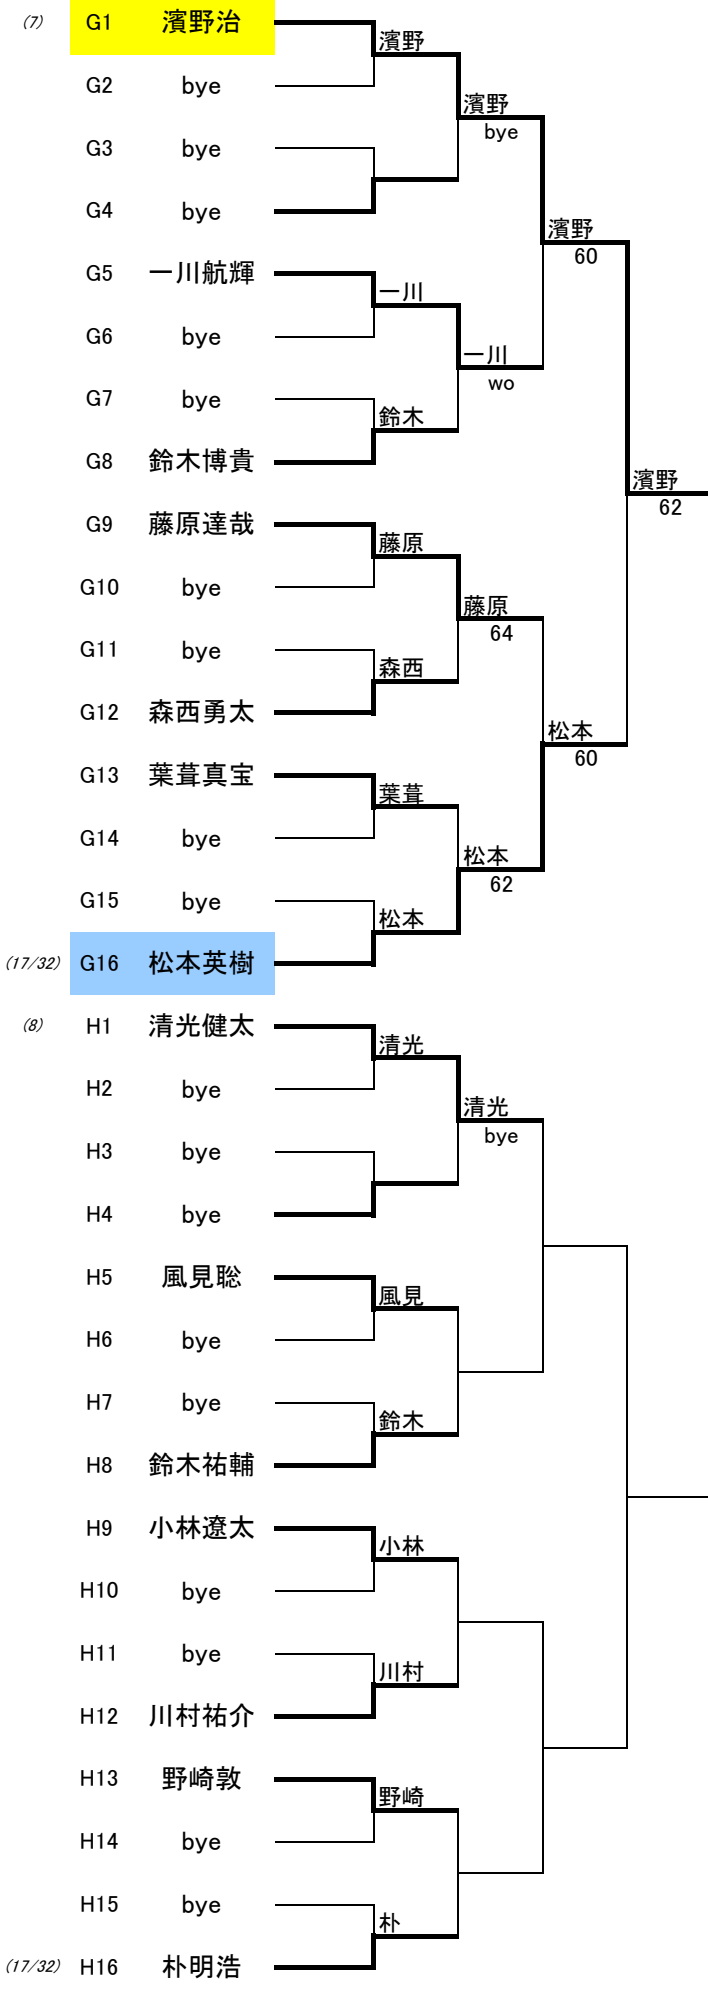 (7) G1 濱野治
濱野
G2 bye
濱野
bye
G3 bye
G4 bye
濱野
60
G5 一川航輝
一川
G6 bye
一川
wo
G7 bye
鈴木
G8 鈴木博貴
濱野
62
G9 藤原達哉
藤原
G10 bye
藤原
64
G11 bye
森西
G12 森西勇太
松本
60
G13 葉葺真宝
葉葺
G14 bye
松本
62
G15 bye
松本
(17/32) G16 松本英樹
(8) H1 清光健太
清光
H2 bye
清光
bye
H3 bye
H4 bye
H5 風見聡
風見
H6 bye
H7 bye
鈴木
H8 鈴木祐輔
H9 小林遼太
小林
H10 bye
H11 bye
川村
H12 川村祐介
H13 野崎敦
野崎
H14 bye
H15 bye
朴
(17/32) H16 朴明浩